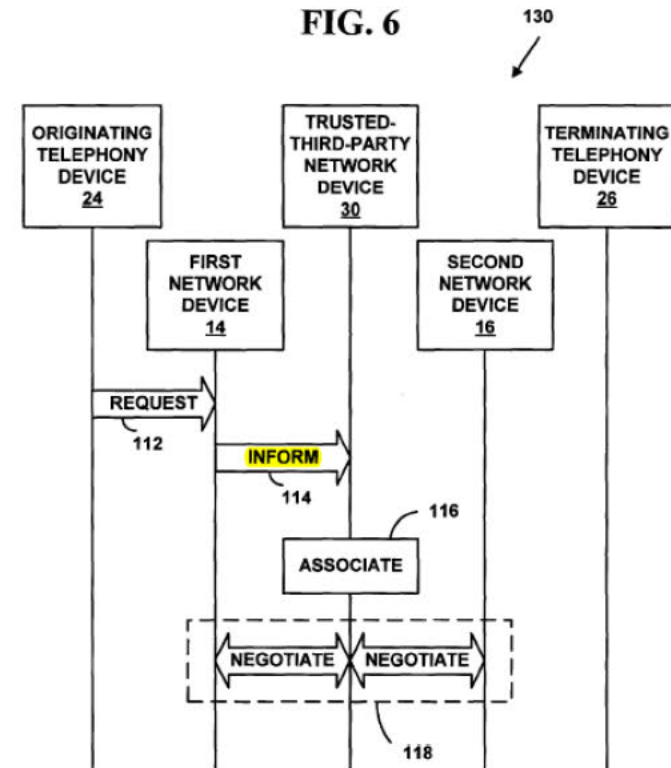 FIG. 6
130
ORIGINATING
TELEPHONY
DEVICE
24
TRUSTED-
THIRD-PARTY
NETWORK
DEVICE
30
TERMINATING
TELEPHONY
DEVICE
26
FIRST
NETWORK
DEVICE
14
SECOND
NETWORK
DEVICE
16
REQUEST
112
INFORM
114
116
ASSOCIATE
NEGOTIATE NEGOTIATE
118